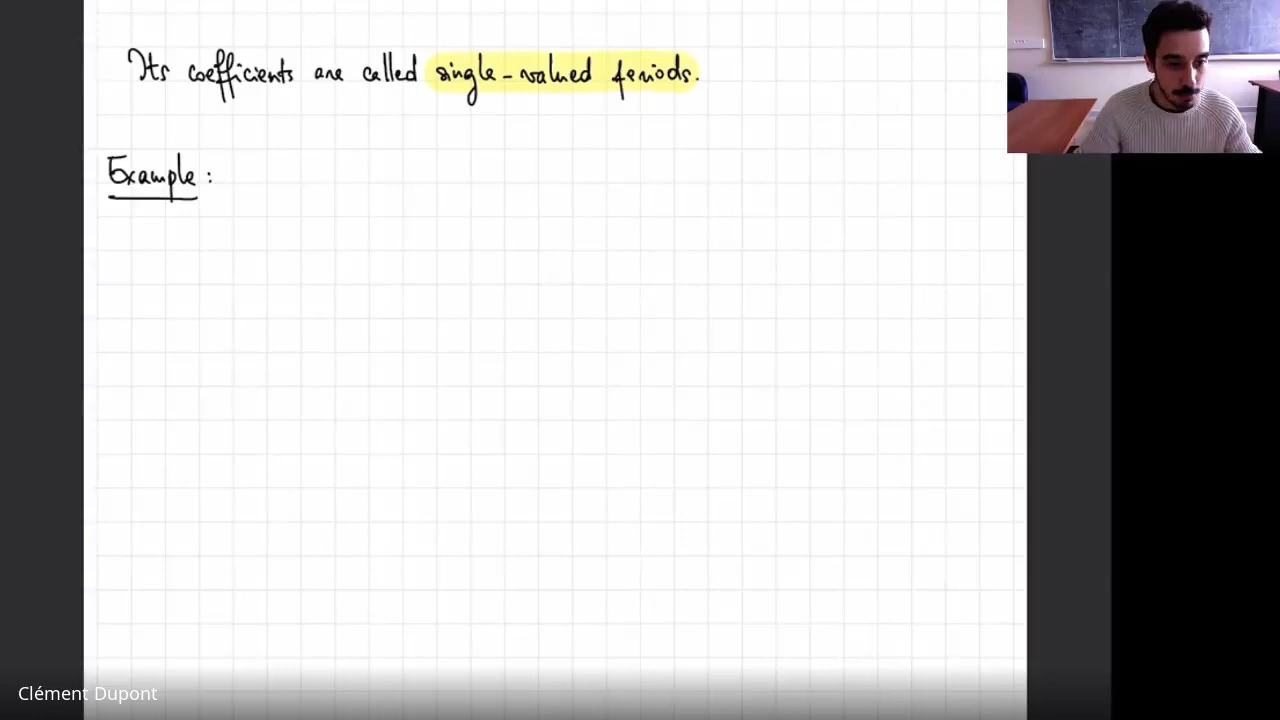 Its coefficients are called single-valued periods.
Example:
Clément Dupont